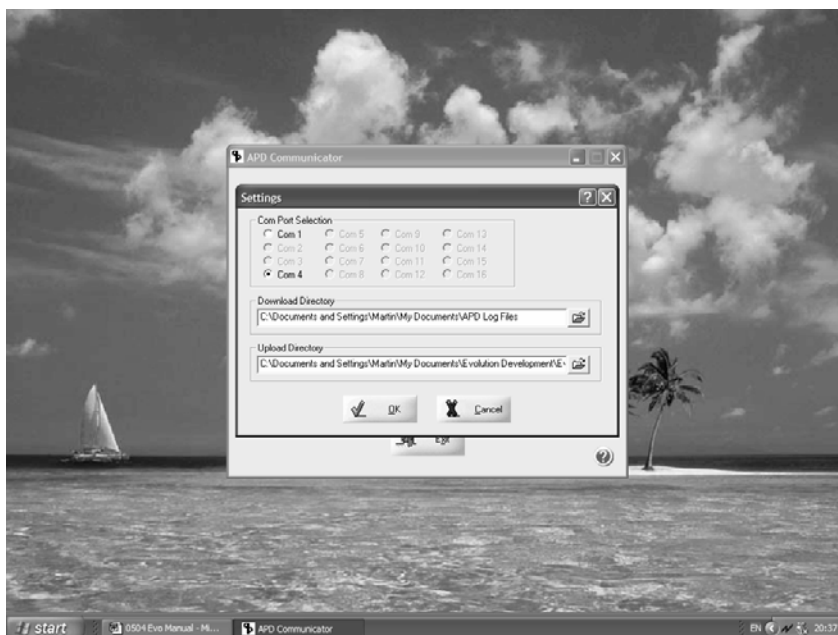 APD Communicator
Settings
Com Port Selection
Com 1 Com 5 Com 9 Com 13
Com 2 Com 6 Com 10 Com 14
Com 3 Com 7 Com 11 Com 15
Com 4 Com 8 Com 12 Com 16
Download Directory
C:\Documents and Settings\Martin\My Documents\APD Log Files
Upload Directory
C:\Documents and Settings\Martin\My Documents\Evolution Development\Ev
OK Cancel
Exit
start 0504 Evo Manual - Mi... APD Communicator EN 20:37